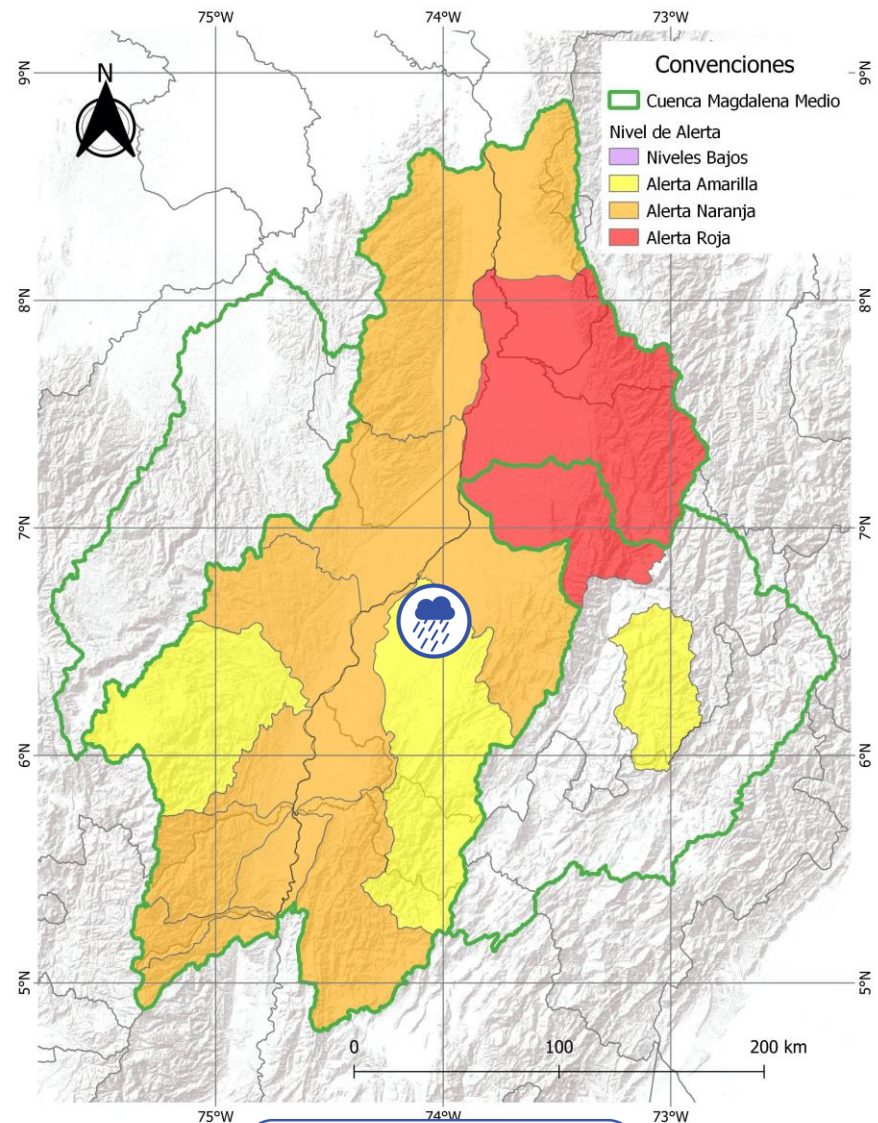 75°W 74°W 73°W
9°N 9°N
N
Convenciones
Cuenca Magdalena Medio
Nivel de Alerta
Niveles Bajos
Alerta Amarilla
Alerta Naranja
Alerta Roja
8°N 8°N
7°N 7°N
6°N 6°N
5°N 5°N
0 100 200 km
75°W 74°W 73°W